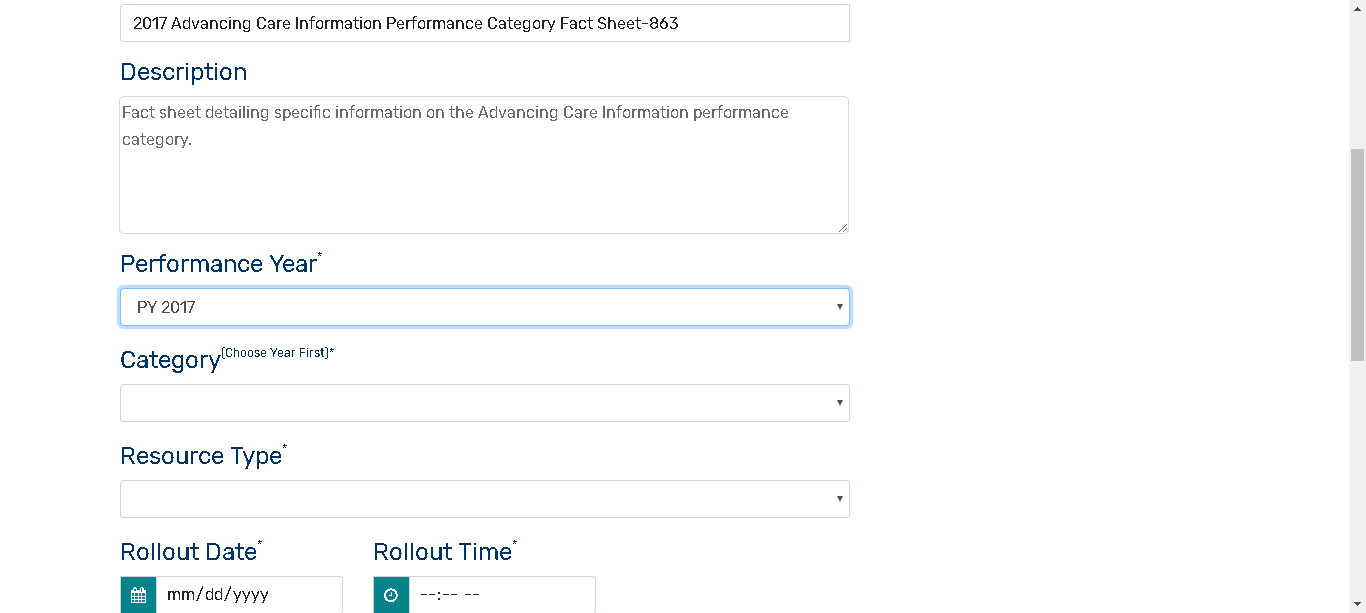 2017 Advancing Care Information Performance Category Fact Sheet-863
Description
Fact sheet detailing specific information on the Advancing Care Information performance
category.
Performance Year*
PY 2017
Category(Choose Year First)*
Resource Type*
Rollout Date* Rollout Time*
mm/dd/yyyy --:-- --